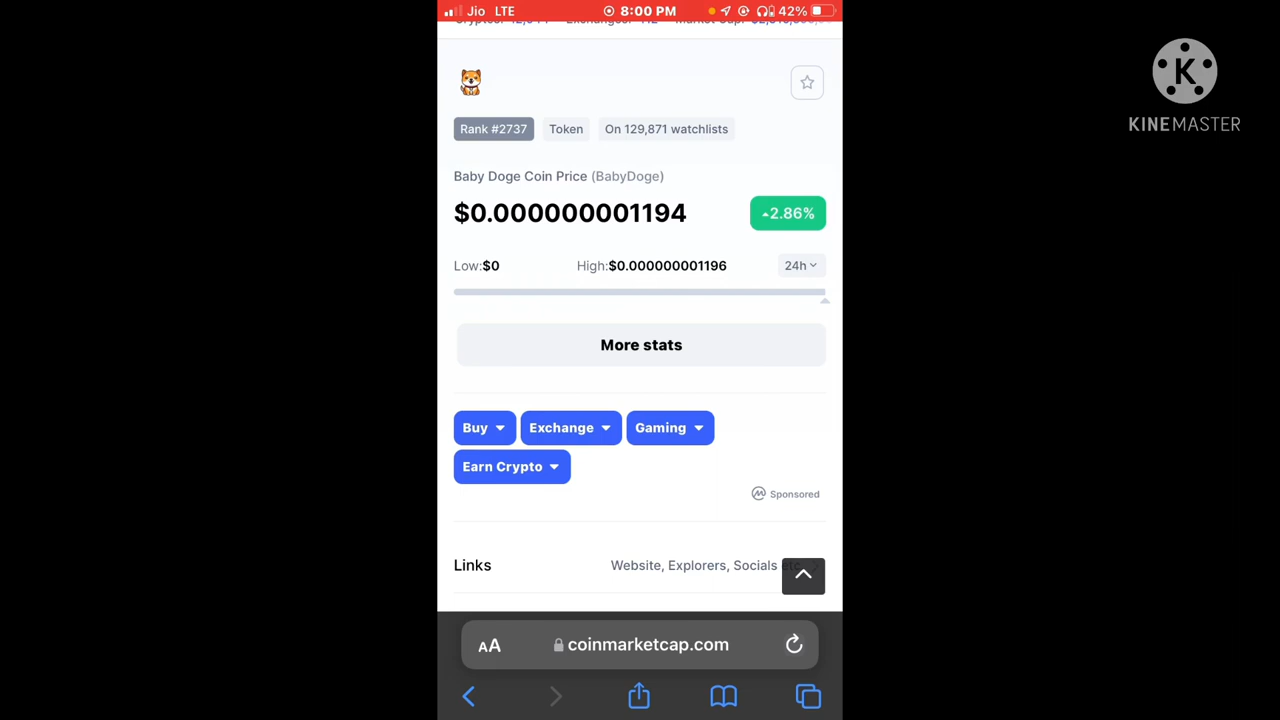 Jio LTE 8:00 PM 42%
Rank #2737 Token On 129,871 watchlists
Baby Doge Coin Price (BabyDoge)
$0.000000001194 2.86%
Low:$0 High:$0.000000001196 24h
More stats
Buy Exchange Gaming
Earn Crypto
Sponsored
Links Website, Explorers, Socials
AA coinmarketcap.com
K
KINEMASTER